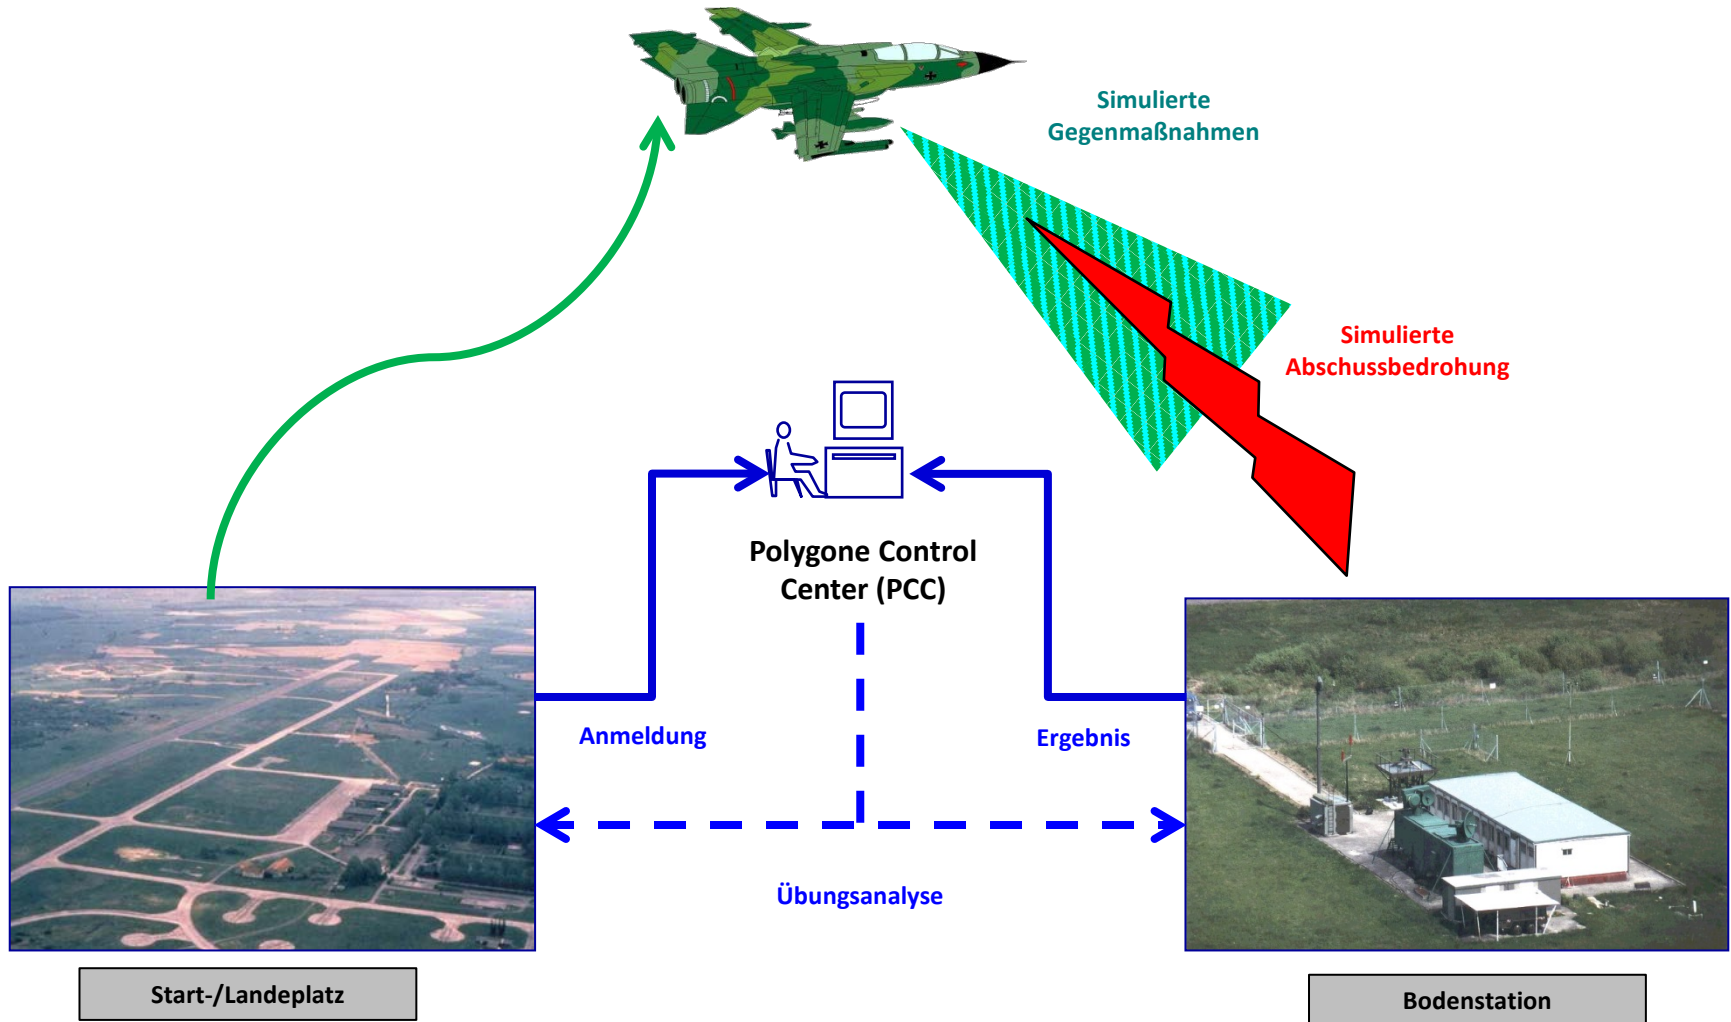 Simulierte
Gegenmaßnahmen
Simulierte
Abschussbedrohung
Polygone Control
Center (PCC)
Anmeldung
Ergebnis
Übungsanalyse
Start-/Landeplatz
Bodenstation